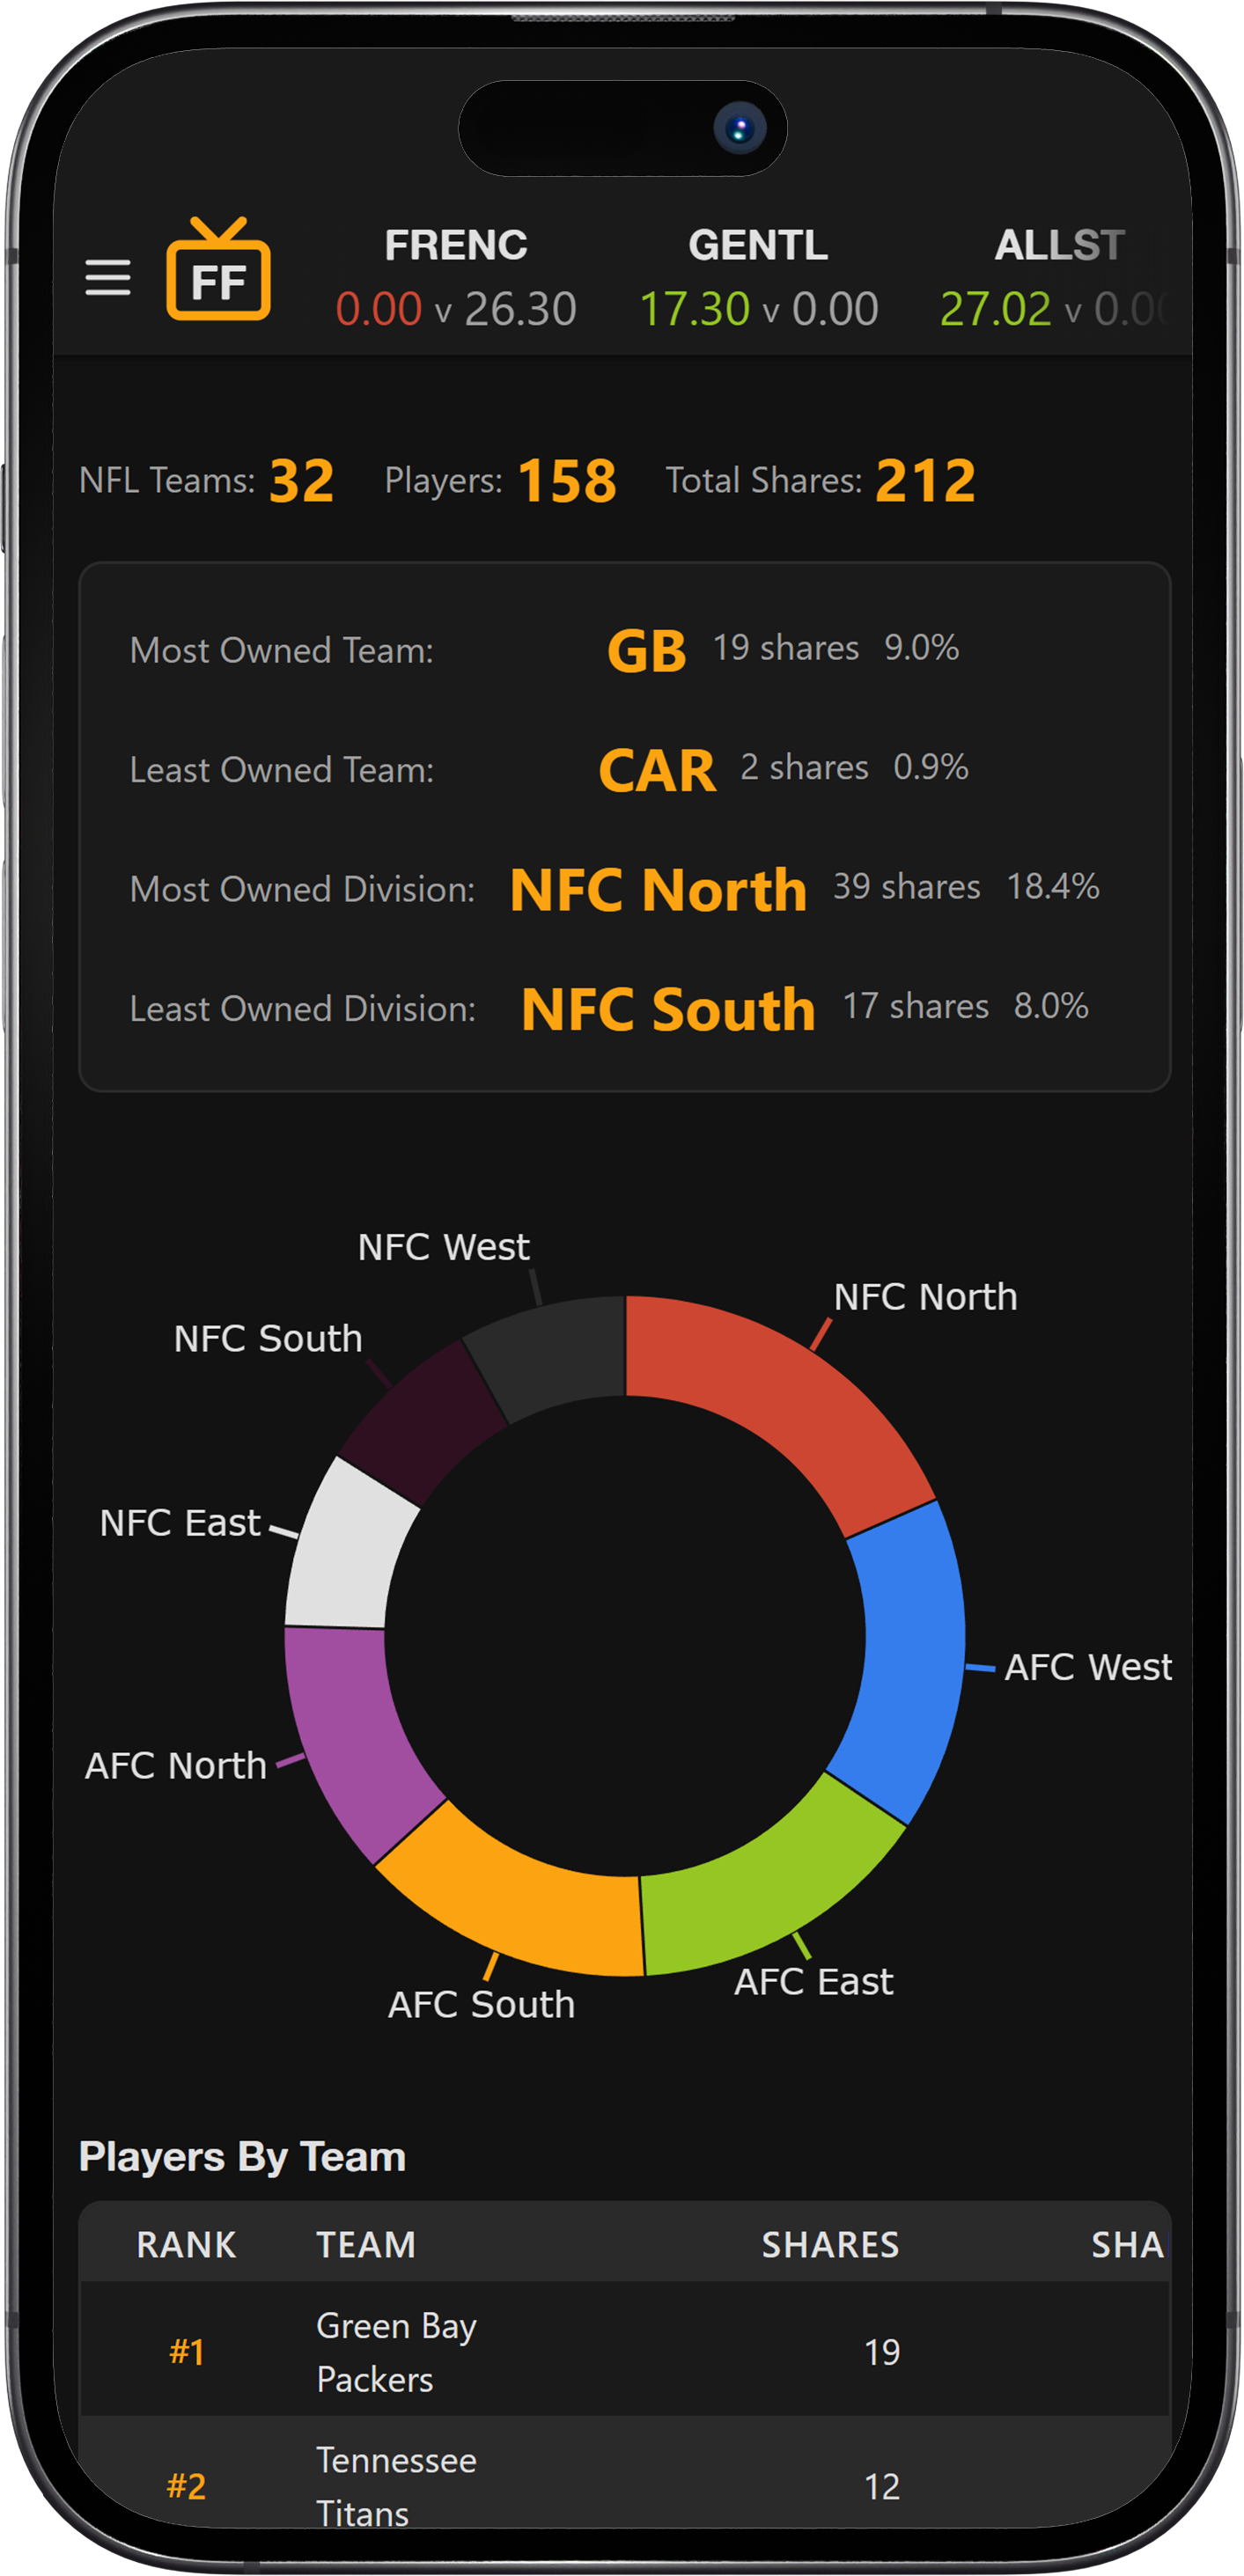 FF
FRENC
0.00 v 26.30
GENTL
17.30 v 0.00
ALLST
27.02 v 0.0
NFL Teams: 32 Players: 158 Total Shares: 212
Most Owned Team: GB 19 shares 9.0%
Least Owned Team: CAR 2 shares 0.9%
Most Owned Division: NFC North 39 shares 18.4%
Least Owned Division: NFC South 17 shares 8.0%
NFC West
NFC North
NFC South
NFC East
AFC West
AFC North
AFC East
AFC South
Players By Team
RANK TEAM SHARES SHA
#1 Green Bay
Packers 19
#2 Tennessee
Titans 12